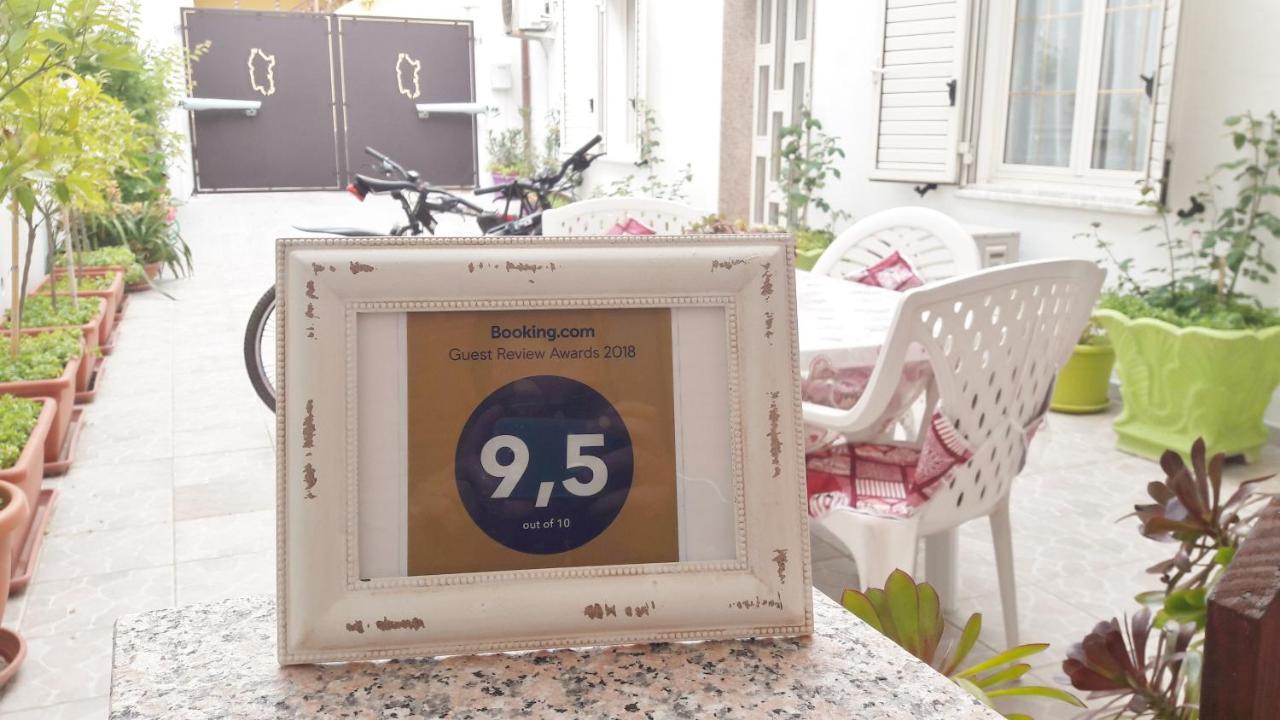 Booking.com
Guest Review Awards 2018
9,5
out of 10